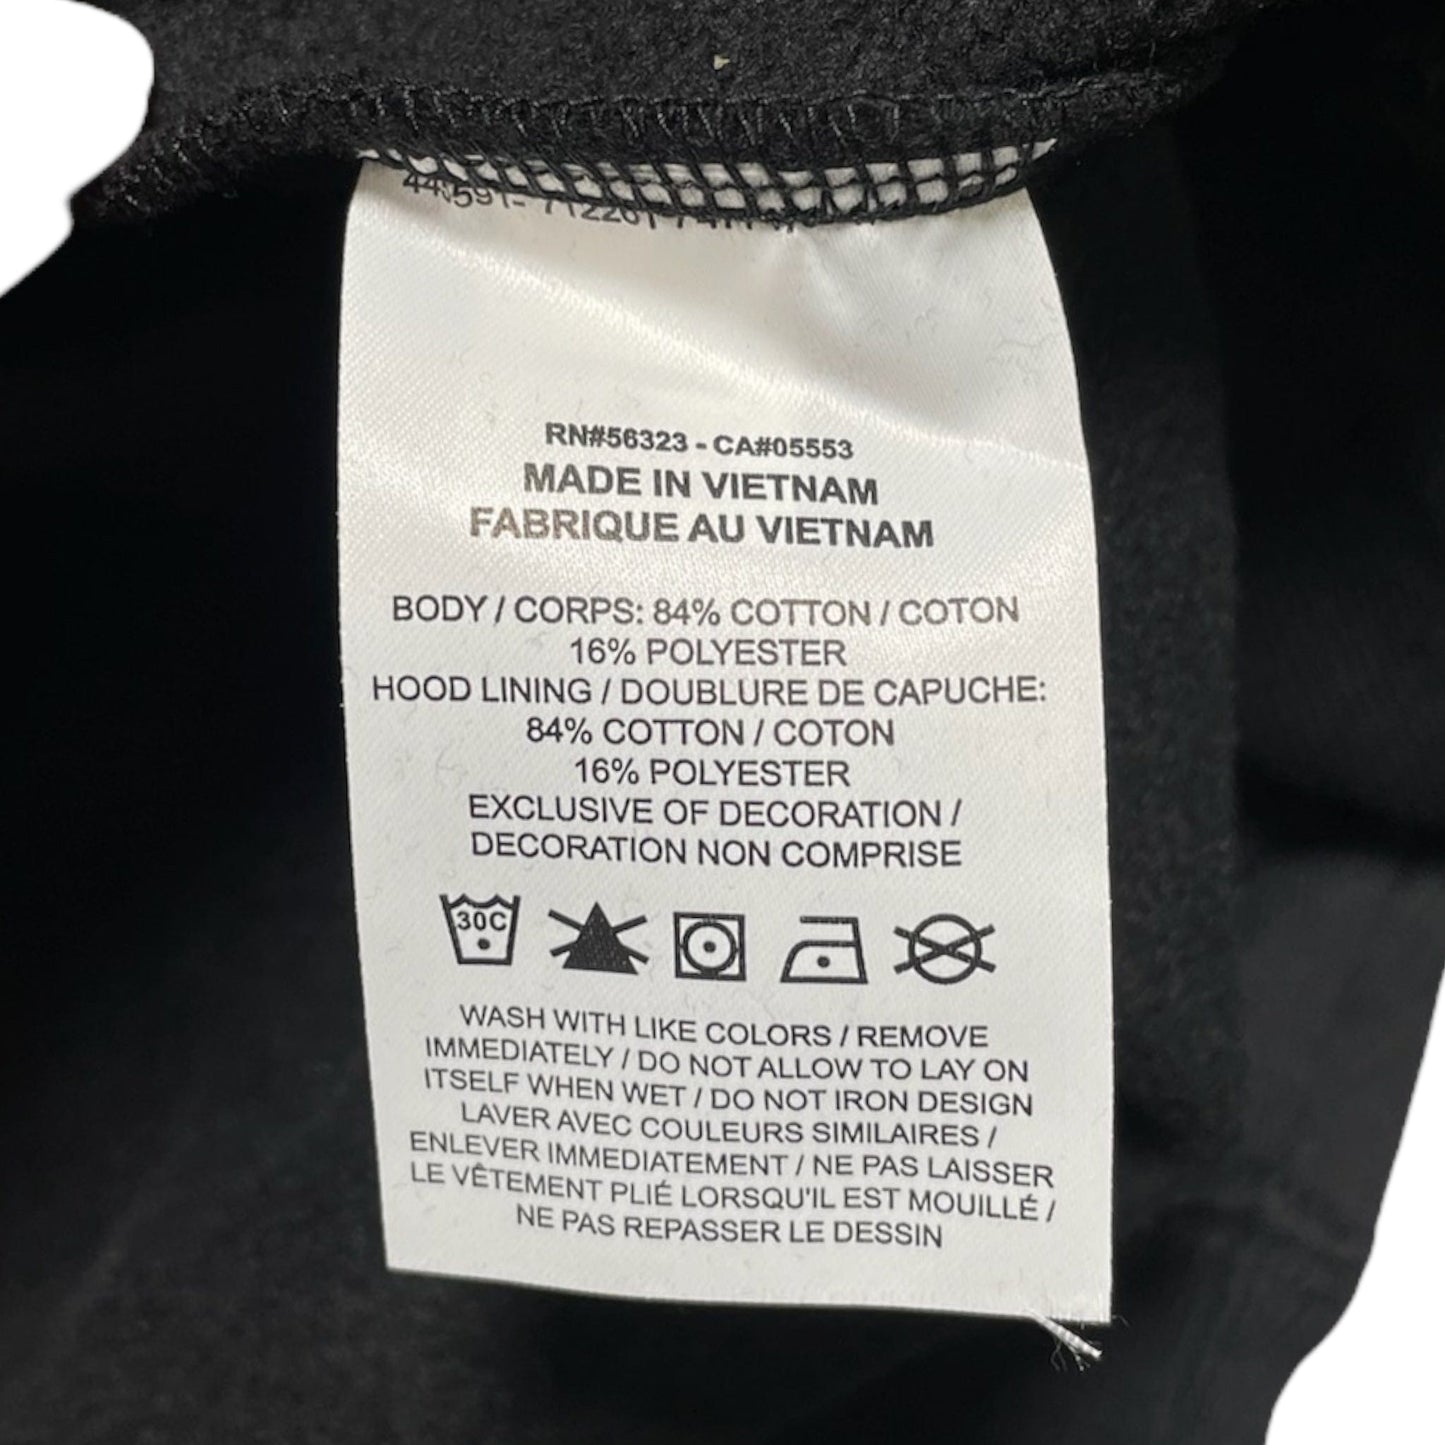 RN#56323 - CA#05553
MADE IN VIETNAM
FABRIQUE AU VIETNAM
BODY / CORPS: 84% COTTON / COTON
16% POLYESTER
HOOD LINING / DOUBLURE DE CAPUCHE:
84% COTTON / COTON
16% POLYESTER
EXCLUSIVE OF DECORATION /
DECORATION NON COMPRISE
30C
WASH WITH LIKE COLORS / REMOVE
IMMEDIATELY / DO NOT ALLOW TO LAY ON
ITSELF WHEN WET / DO NOT IRON DESIGN
LAVER AVEC COULEURS SIMILAIRES /
ENLEVER IMMEDIATEMENT / NE PAS LAISSER
LE VÊTEMENT PLIÉ LORSQU'IL EST MOUILLÉ /
NE PAS REPASSER LE DESSIN